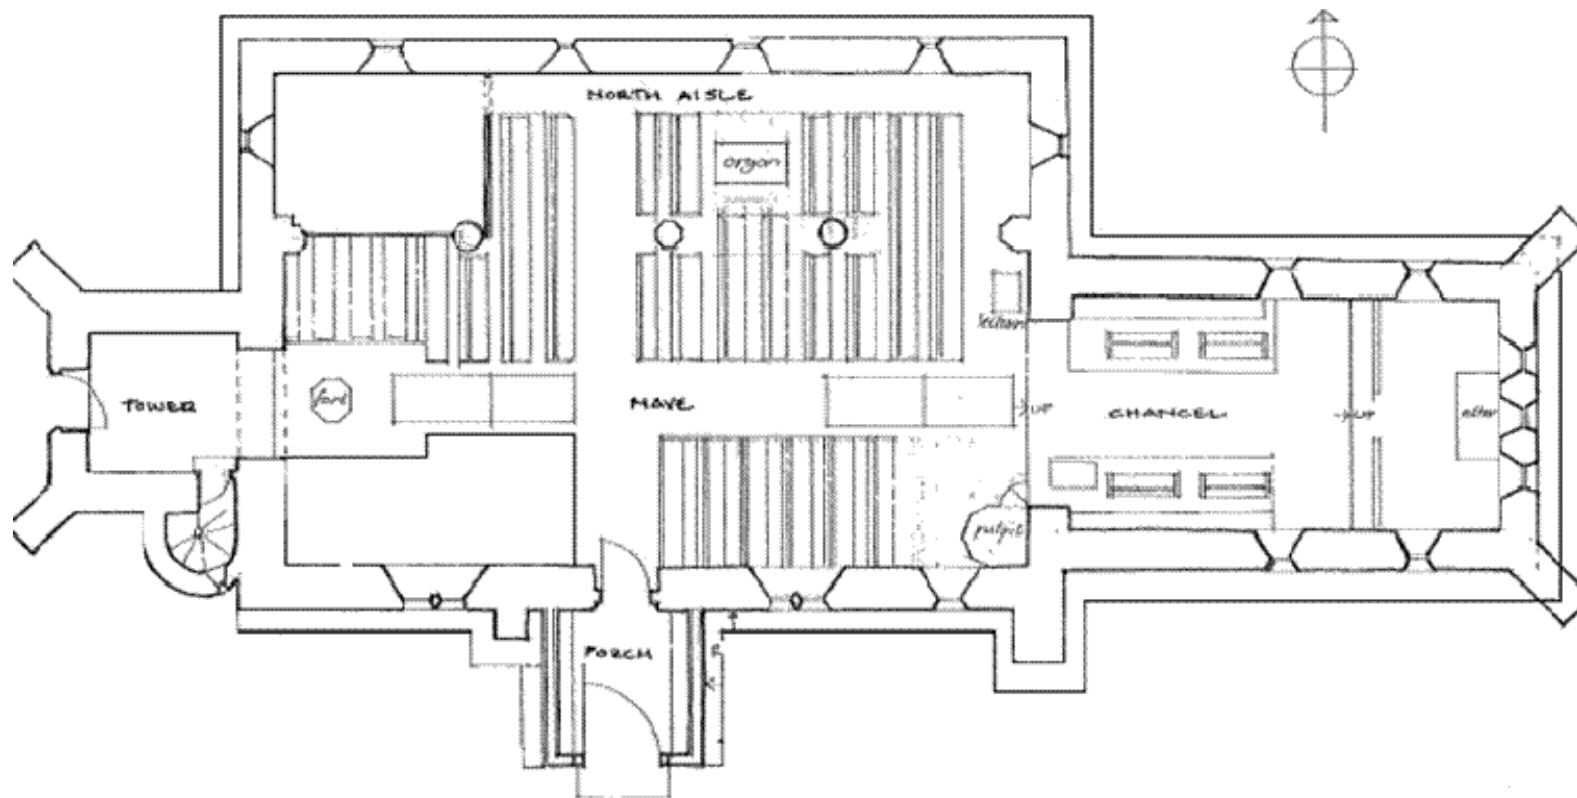 NORTH AISLE
organ
lectern
font
TOWER
NAVE
UP
CHANCEL
UP
altar
pulpit
PORCH